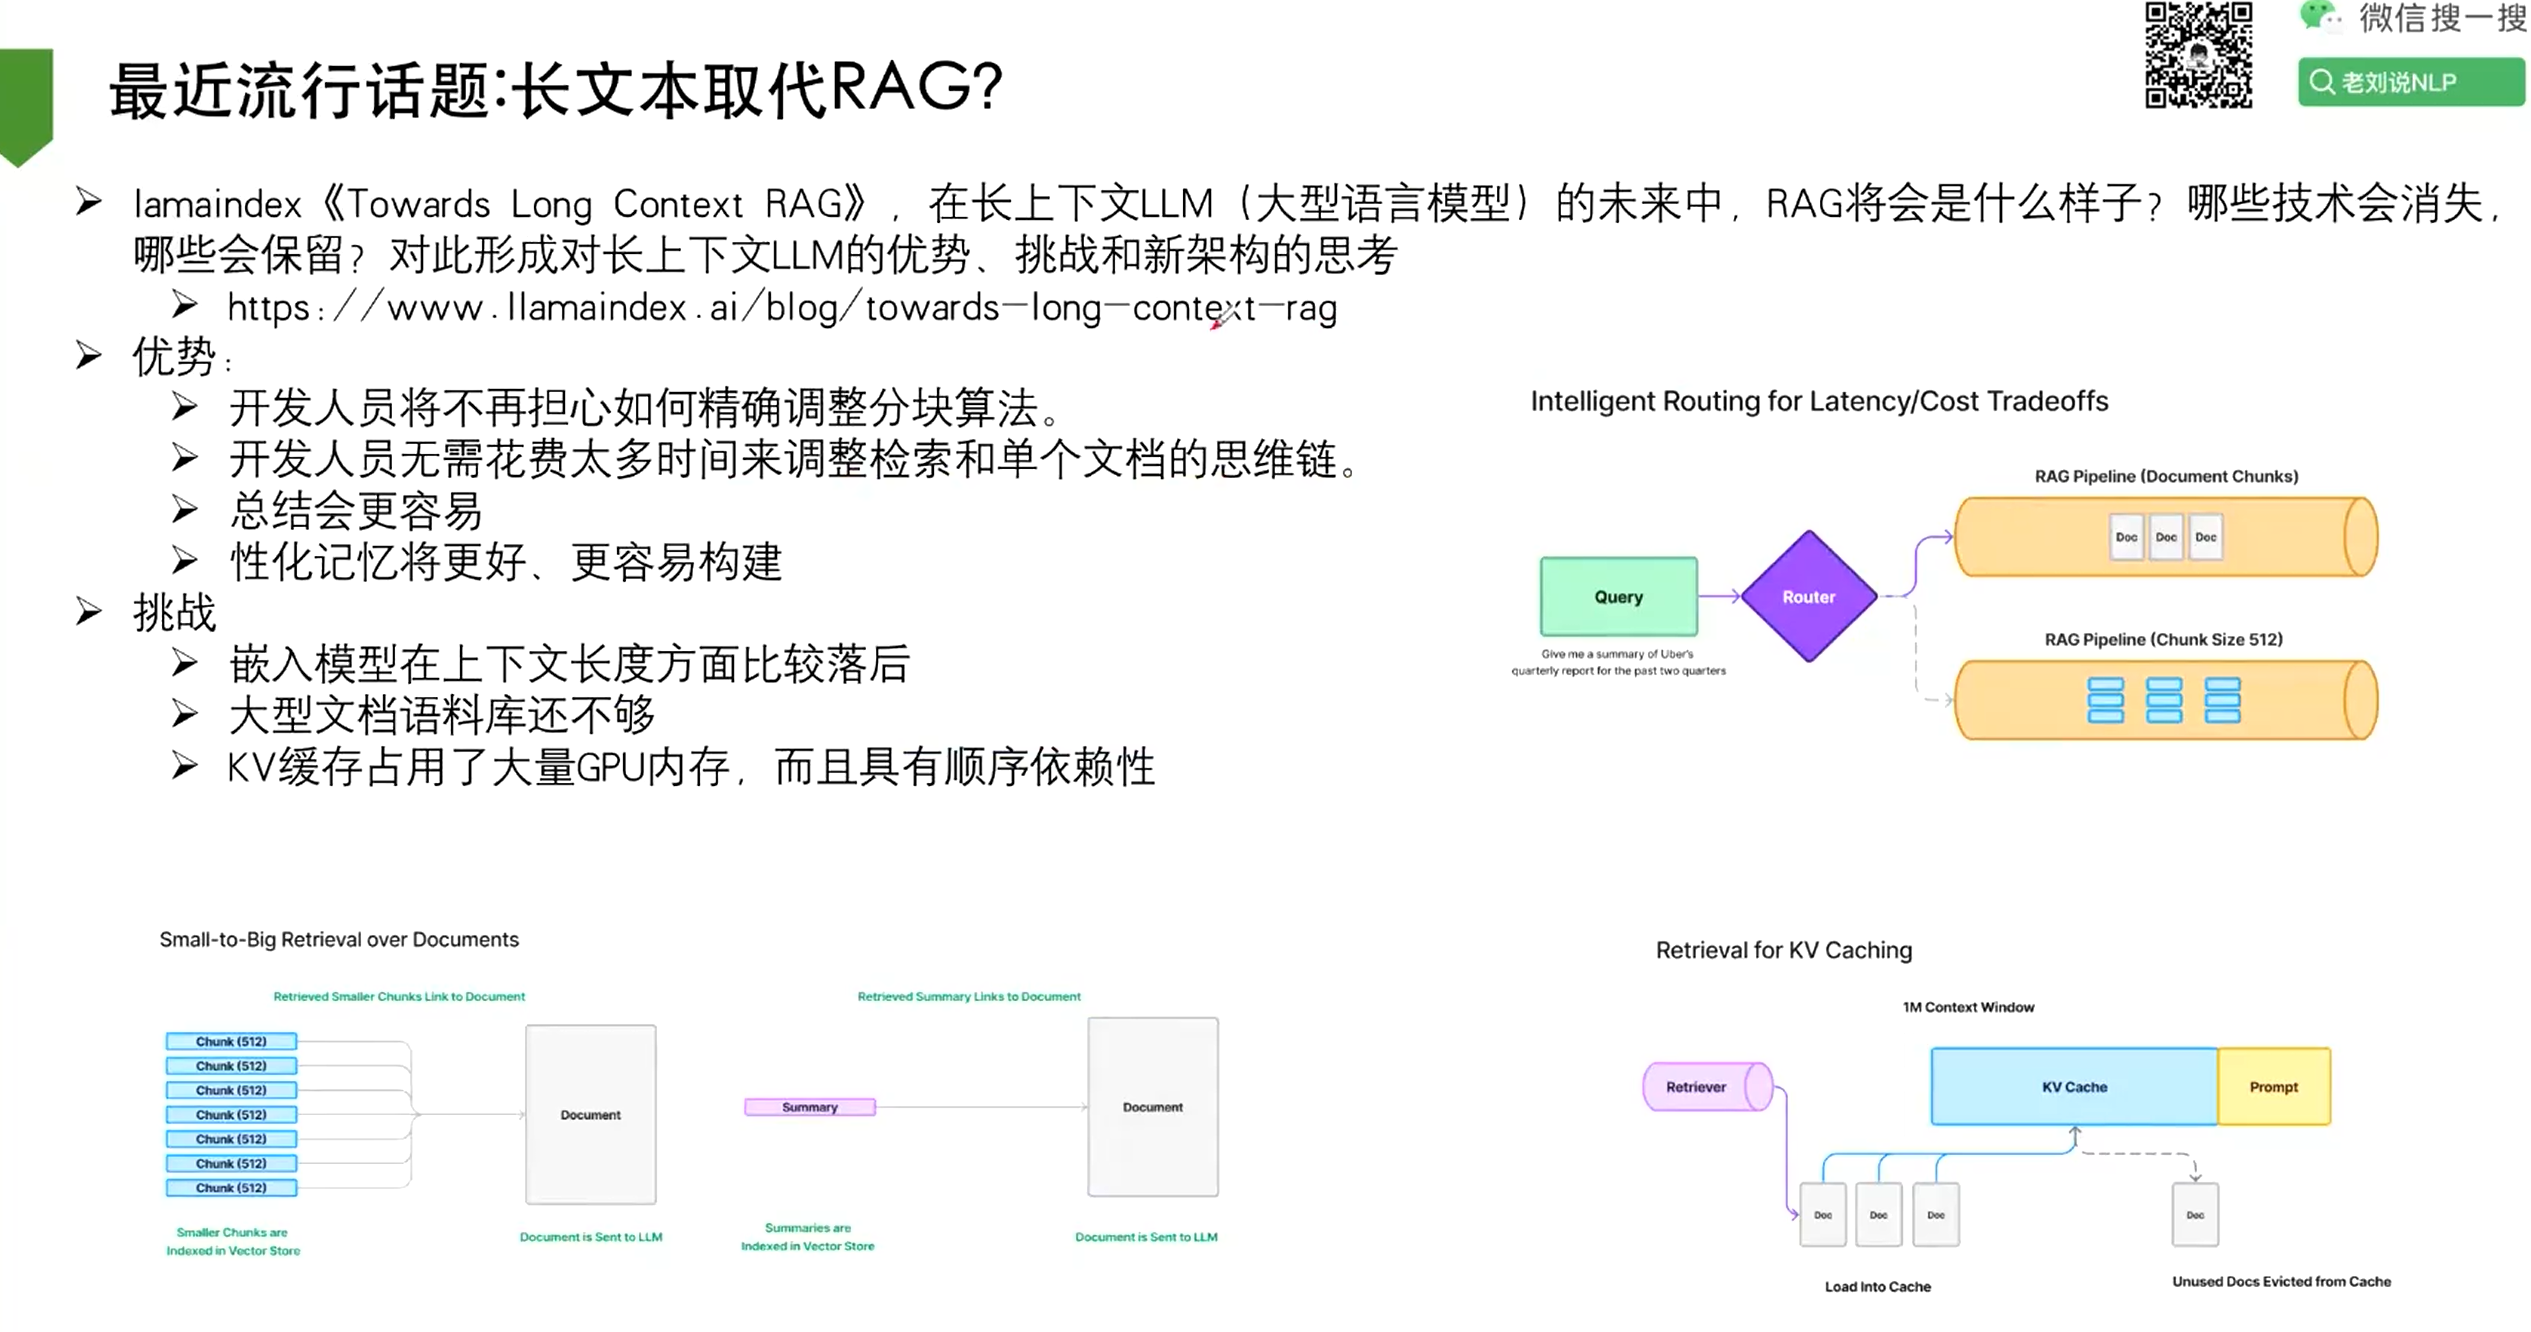 微信搜一搜
老刘说NLP
最近流行话题:长文本取代RAG?
lamaindex《Towards Long Context RAG》, 在长上下文LLM（大型语言模型）的未来中, RAG将会是什么样子? 哪些技术会消失,
哪些会保留? 对此形成对长上下文LLM的优势、挑战和新架构的思考
https://www.llamaindex.ai/blog/towards-long-context-rag
优势:
开发人员将不再担心如何精确调整分块算法。
开发人员无需花费太多时间来调整检索和单个文档的思维链。
总结会更容易
性化记忆将更好、更容易构建
挑战
嵌入模型在上下文长度方面比较落后
大型文档语料库还不够
KV缓存占用了大量GPU内存, 而且具有顺序依赖性
Intelligent Routing for Latency/Cost Tradeoffs
RAG Pipeline (Document Chunks)
Doc
Doc
Doc
Query
Router
Give me a summary of Uber's
quarterly report for the past two quarters
RAG Pipeline (Chunk Size 512)
Small-to-Big Retrieval over Documents
Retrieved Smaller Chunks Link to Document
Chunk (512)
Chunk (512)
Chunk (512)
Chunk (512)
Chunk (512)
Chunk (512)
Chunk (512)
Document
Smaller Chunks are
Indexed in Vector Store
Document is Sent to LLM
Retrieved Summary Links to Document
Summary
Document
Summaries are
Indexed in Vector Store
Document is Sent to LLM
Retrieval for KV Caching
1M Context Window
Retriever
KV Cache
Prompt
Doc
Doc
Doc
Doc
Load Into Cache
Unused Docs Evicted from Cache